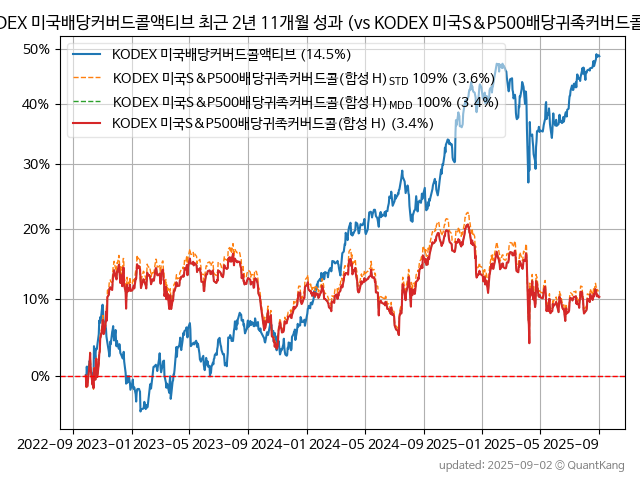 DEX 미국배당커버드콜액티브 최근 2년 11개월 성과 (vs KODEX 미국S&P500배당귀족커버드콜
KODEX 미국배당커버드콜액티브 (14.5%)
KODEX 미국S&P500배당귀족커버드콜(합성 H) STD 109% (3.6%)
KODEX 미국S&P500배당귀족커버드콜(합성 H) MDD 100% (3.4%)
KODEX 미국S&P500배당귀족커버드콜(합성 H) (3.4%)
50%
40%
30%
20%
10%
0%
2022-09 2023-01 2023-05 2023-09 2024-01 2024-05 2024-09 2025-01 2025-05 2025-09
updated: 2025-09-02 © QuantKang